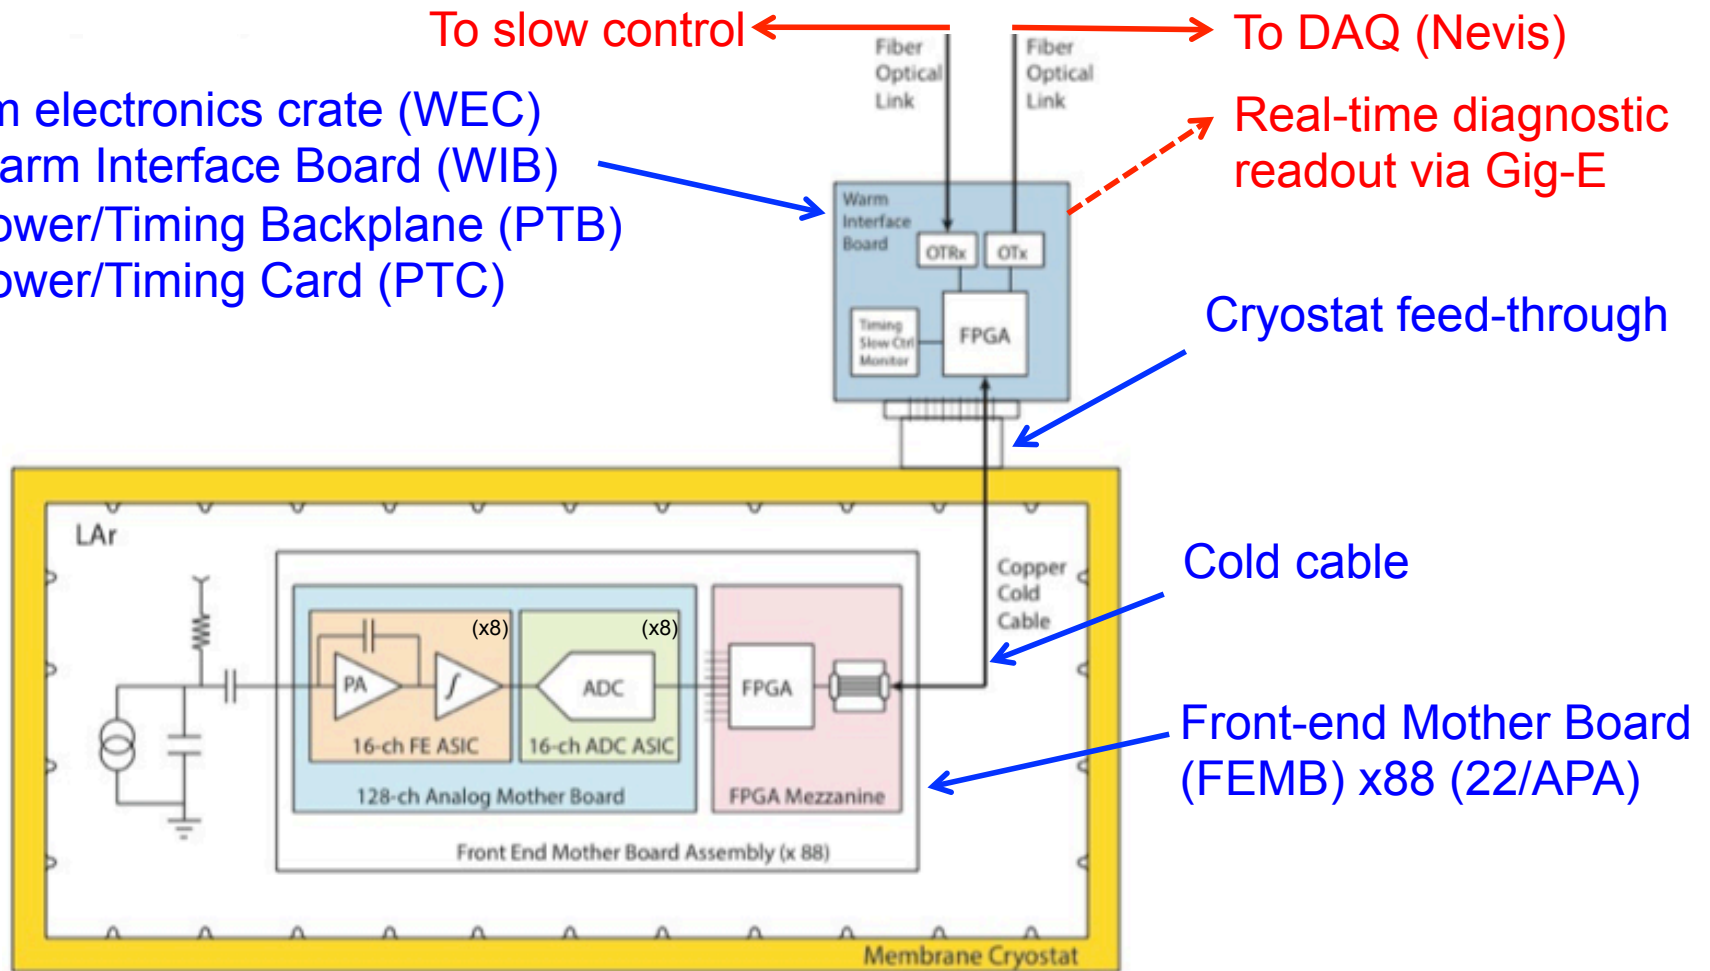 To slow control
To DAQ (Nevis)
Fiber
Optical
Link
Fiber
Optical
Link
m electronics crate (WEC)
arm Interface Board (WIB)
ower/Timing Backplane (PTB)
ower/Timing Card (PTC)
Real-time diagnostic
readout via Gig-E
Warm
Interface
Board
OTRx
OTx
Timing
Slow Ctrl
Monitor
FPGA
Cryostat feed-through
LAr
Copper
Cold
Cable
Cold cable
(x8)
(x8)
PA
∫
ADC
FPGA
16-ch FE ASIC
16-ch ADC ASIC
128-ch Analog Mother Board
FPGA Mezzanine
Front End Mother Board Assembly (x 88)
Front-end Mother Board
(FEMB) x88 (22/APA)
Membrane Cryostat